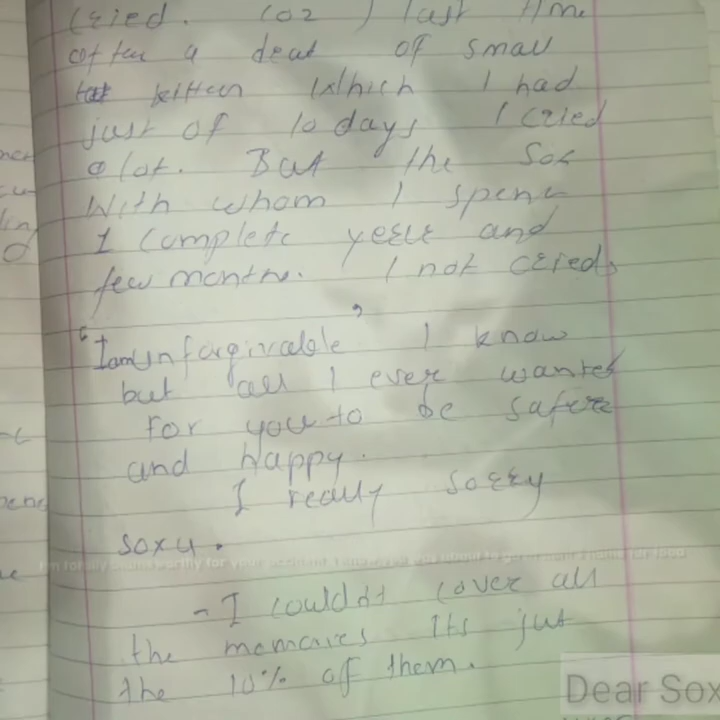 cried. Coz I last time
after a deat of small
kitten Which I had
just of 10 days I cried
a lot. But the Sox
With whom I spent
1 complete year and
few months. I not cried
'I am unforgivable' I know
but all I ever wanted
For you to be safe
and happy.
I really sorry
soxy.
- I couldnt cover all
the memories Its just
the 10% of them.
Dear Sox